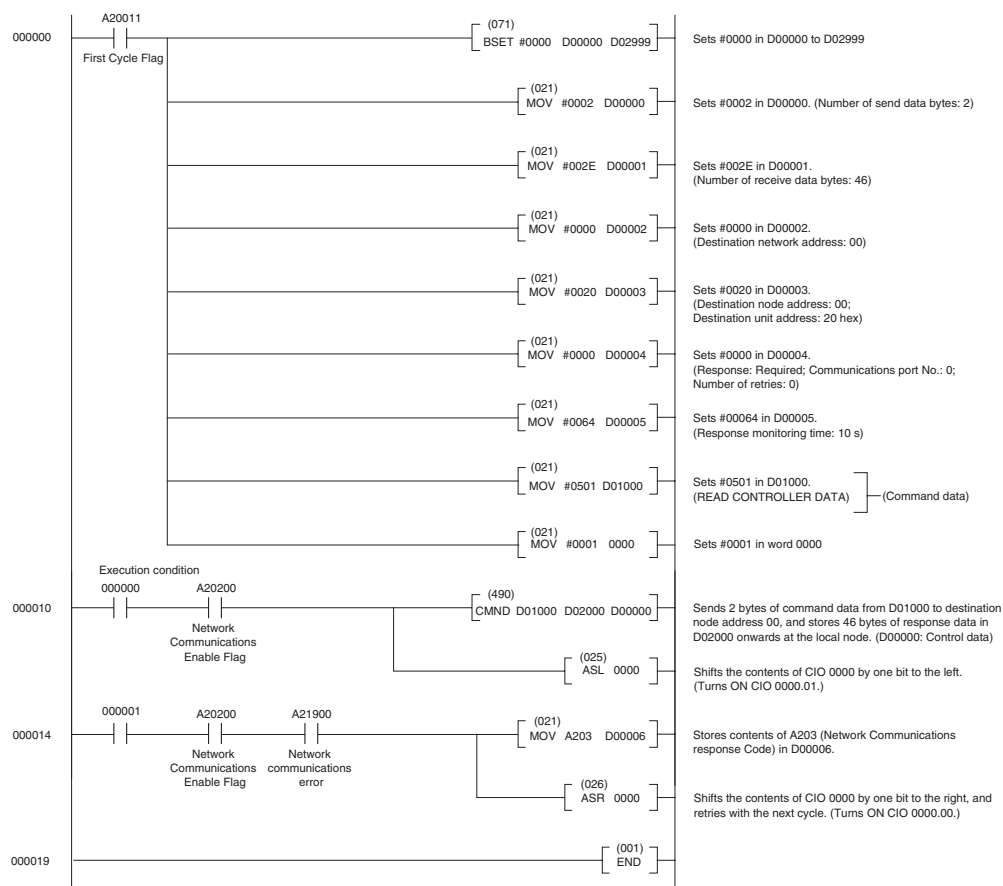 A20011
000000
First Cycle Flag
(071)
BSET #0000 D00000 D02999
Sets #0000 in D00000 to D02999
(021)
MOV #0002 D00000
Sets #0002 in D00000. (Number of send data bytes: 2)
(021)
MOV #002E D00001
Sets #002E in D00001.
(Number of receive data bytes: 46)
(021)
MOV #0000 D00002
Sets #0000 in D00002.
(Destination network address: 00)
(021)
MOV #0020 D00003
Sets #0020 in D00003.
(Destination node address: 00;
Destination unit address: 20 hex)
(021)
MOV #0000 D00004
Sets #0000 in D00004.
(Response: Required; Communications port No.: 0;
Number of retries: 0)
(021)
MOV #0064 D00005
Sets #00064 in D00005.
(Response monitoring time: 10 s)
(021)
MOV #0501 D01000
Sets #0501 in D01000.
(READ CONTROLLER DATA)
(Command data)
(021)
MOV #0001 0000
Sets #0001 in word 0000
Execution condition
000000
A20200
000010
Network
Communications
Enable Flag
(490)
CMND D01000 D02000 D00000
Sends 2 bytes of command data from D01000 to destination
node address 00, and stores 46 bytes of response data in
D02000 onwards at the local node. (D00000: Control data)
(025)
ASL 0000
Shifts the contents of CIO 0000 by one bit to the left.
(Turns ON CIO 0000.01.)
000001
A20200
A21900
000014
Network
Communications
Enable Flag
Network
communications
error
(021)
MOV A203 D00006
Stores contents of A203 (Network Communications
response Code) in D00006.
(026)
ASR 0000
Shifts the contents of CIO 0000 by one bit to the right, and
retries with the next cycle. (Turns ON CIO 0000.00.)
000019
(001)
END